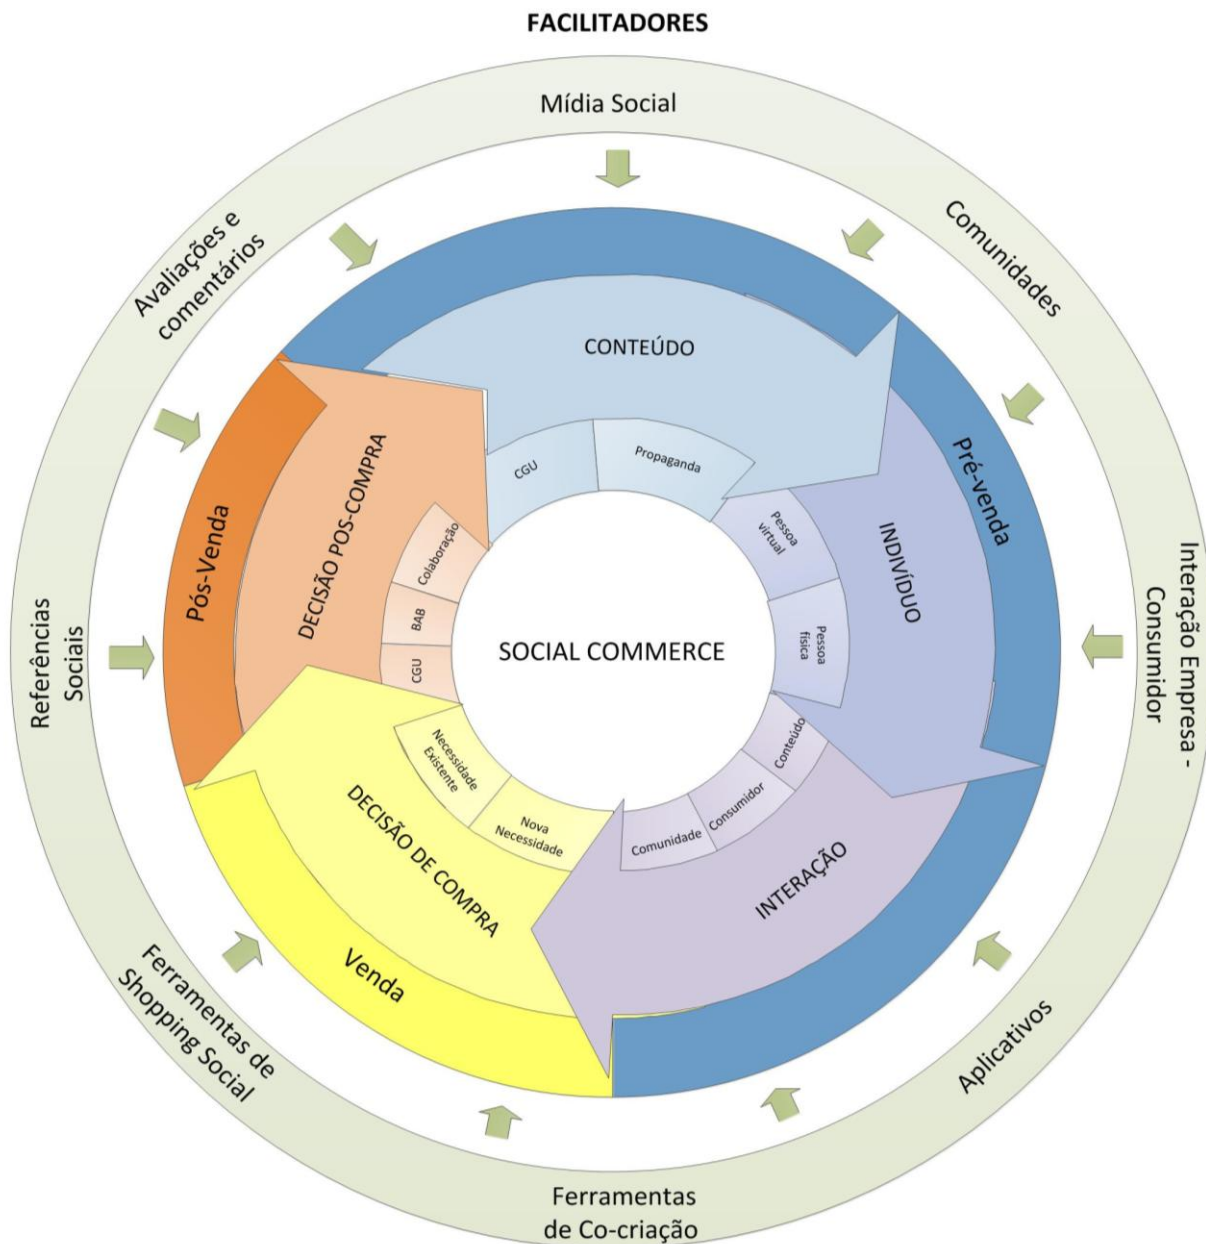 FACILITADORES
Mídia Social
Comunidades
Interação Empresa -
Consumidor
Aplicativos
Ferramentas
de Co-criação
Ferramentas de
Shopping Social
Referências
Sociais
Avaliações e
comentários
Pré-venda
Venda
Pós-Venda
CONTEÚDO
CGU
Propaganda
INDIVÍDUO
Pessoa
virtual
Pessoa
física
INTERAÇÃO
Conteúdo
Consumidor
Comunidade
DECISÃO DE COMPRA
Nova
Necessidade
Necessidade
Existente
DECISÃO POS-COMPRA
CGU
BAB
Colaboração
SOCIAL COMMERCE